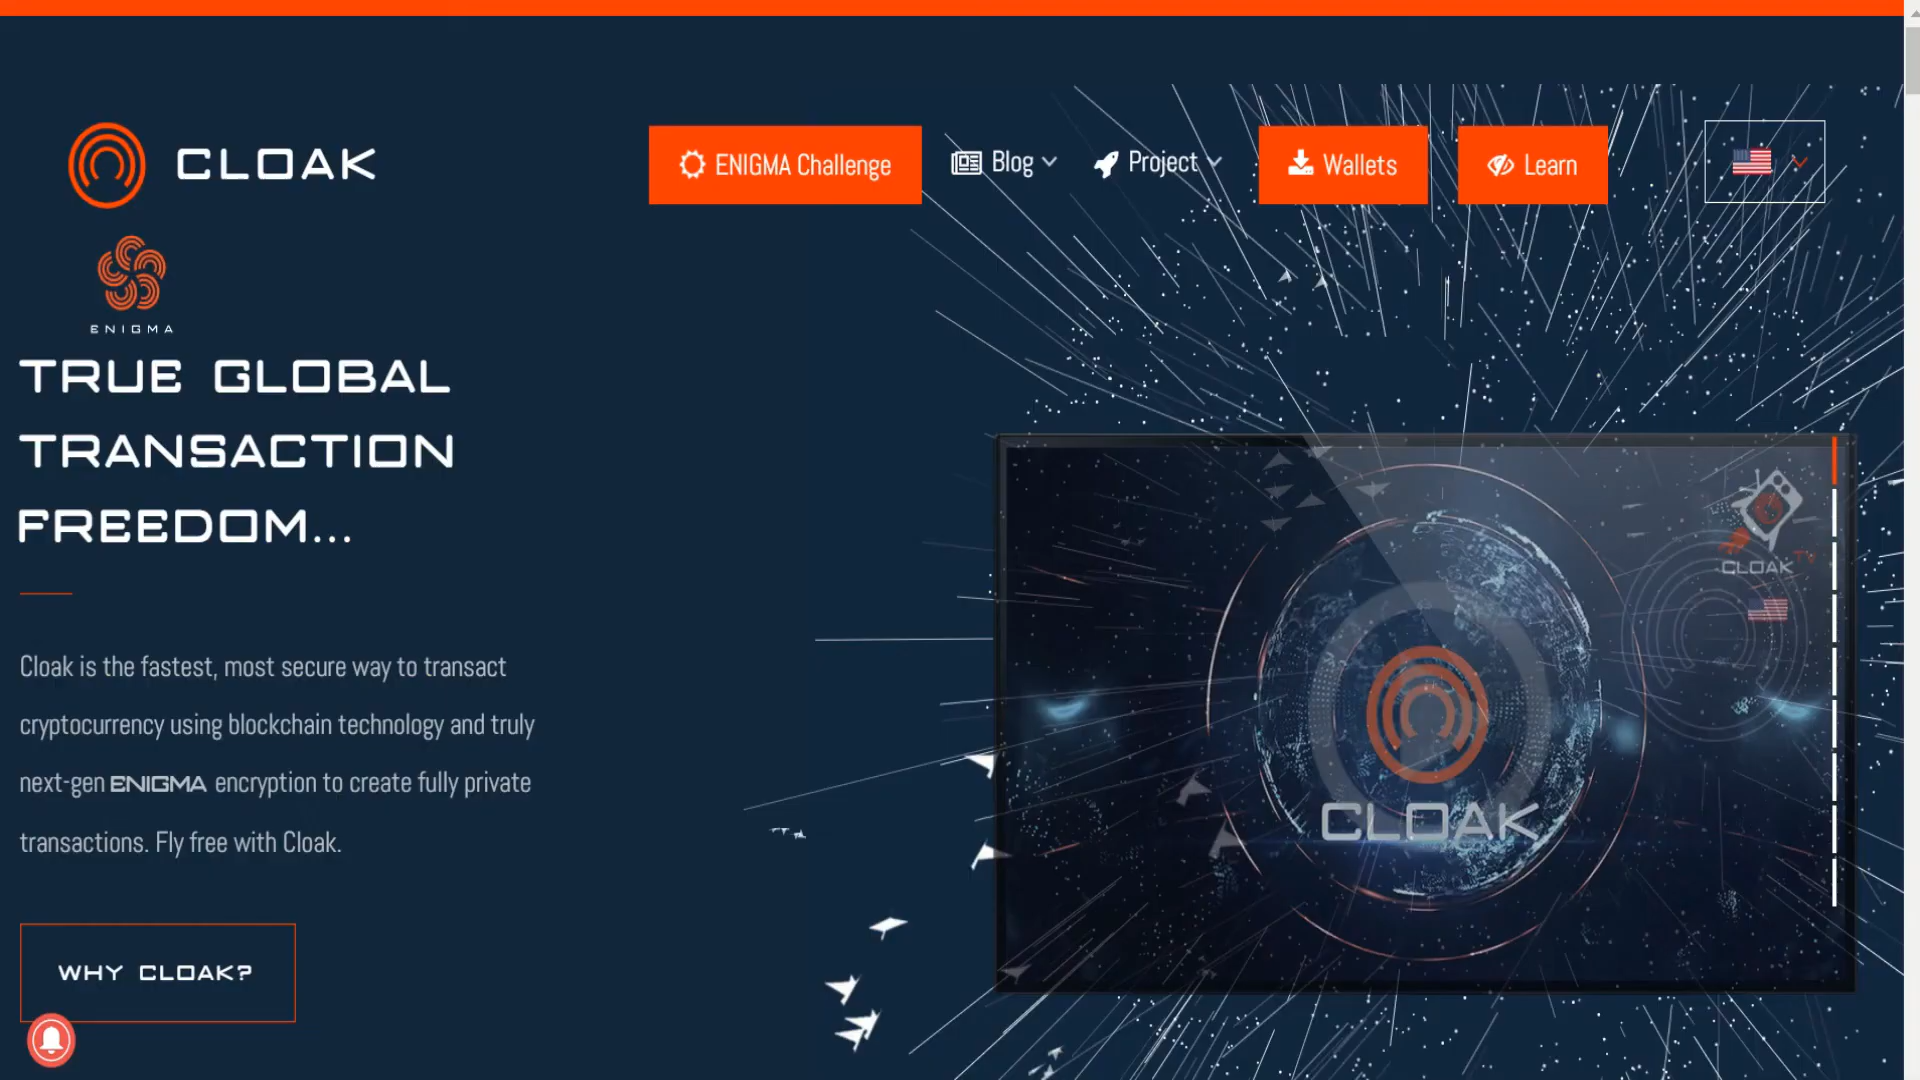 CLOAK
ENIGMA Challenge
Blog
Project
Wallets
Learn
ENIGMA
TRUE GLOBAL
TRANSACTION
FREEDOM...
Cloak is the fastest, most secure way to transact
cryptocurrency using blockchain technology and truly
next-gen ENIGMA encryption to create fully private
transactions. Fly free with Cloak.
WHY CLOAK?
TV
CLOAK
CLOAK